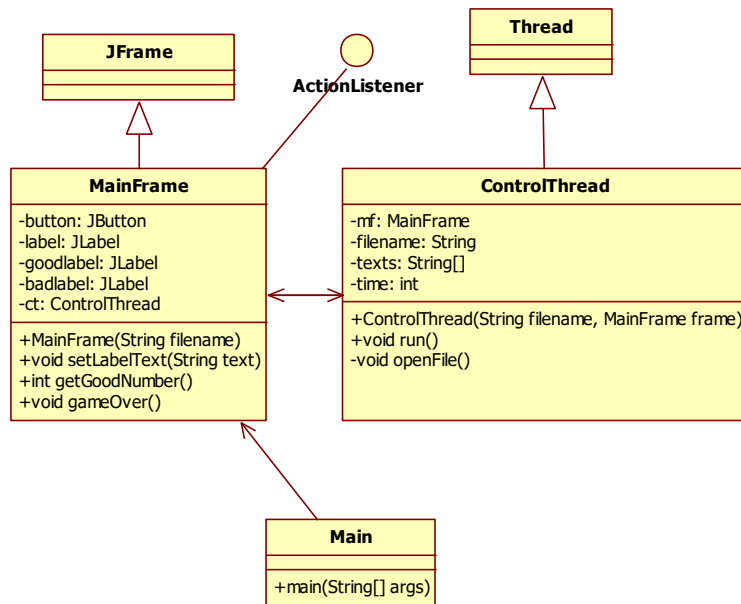 JFrame
ActionListener
Thread
MainFrame
-button: JButton
-label: JLabel
-goodlabel: JLabel
-badlabel: JLabel
-ct: ControlThread
+MainFrame(String filename)
+void setLabelText(String text)
+int getGoodNumber()
+void gameOver()
ControlThread
-mf: MainFrame
-filename: String
-texts: String[]
-time: int
+ControlThread(String filename, MainFrame frame)
+void run()
-void openFile()
Main
+main(String[] args)